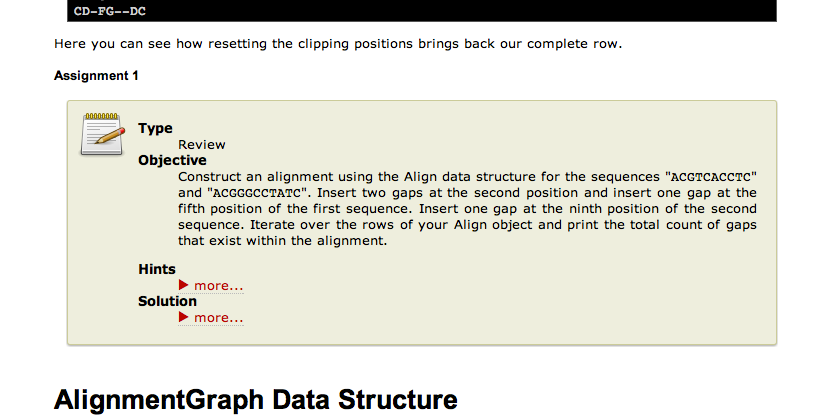 CD-FG--DC
Here you can see how resetting the clipping positions brings back our complete row.
Assignment 1
Type
Review
Objective
Construct an alignment using the Align data structure for the sequences "ACGTCACCTC"
and "ACGGGCCTATC". Insert two gaps at the second position and insert one gap at the
fifth position of the first sequence. Insert one gap at the ninth position of the second
sequence. Iterate over the rows of your Align object and print the total count of gaps
that exist within the alignment.
Hints
▶ more...
Solution
▶ more...
AlignmentGraph Data Structure